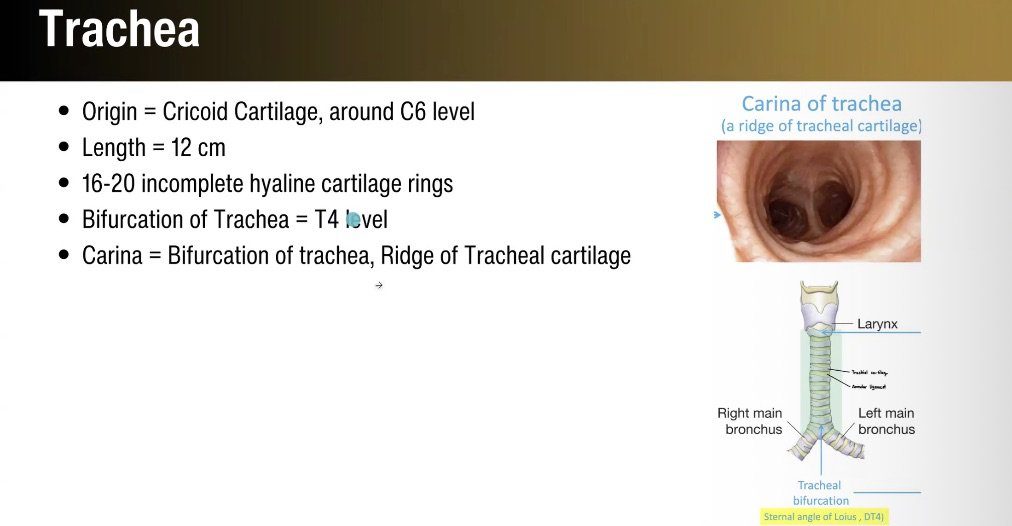 Trachea
• Origin = Cricoid Cartilage, around C6 level
• Length = 12 cm
• 16-20 incomplete hyaline cartilage rings
• Bifurcation of Trachea = T4 level
• Carina = Bifurcation of trachea, Ridge of Tracheal cartilage
Carina of trachea
(a ridge of tracheal cartilage)
Larynx
Right main
bronchus
Left main
bronchus
Tracheal
bifurcation
Sternal angle of Loius , DT4)